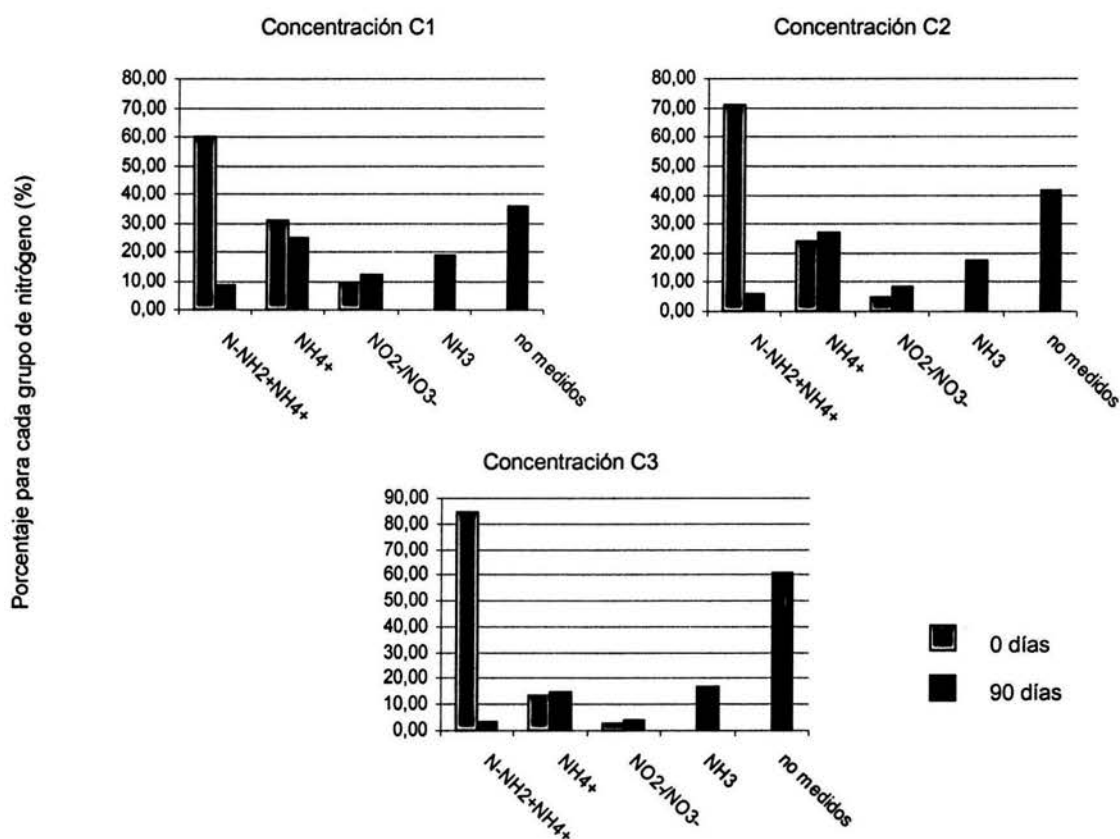 Porcentaje para cada grupo de nitrógeno (%)
Concentración C1
80,00
70,00
60,00
50,00
40,00
30,00
20,00
10,00
0,00
N-NH2+NH4+
NH4+
NO2-/NO3-
NH3
no medidos
Concentración C2
80,00
70,00
60,00
50,00
40,00
30,00
20,00
10,00
0,00
N-NH2+NH4+
NH4+
NO2-/NO3-
NH3
no medidos
Concentración C3
90,00
80,00
70,00
60,00
50,00
40,00
30,00
20,00
10,00
0,00
N-NH2+NH4+
NH4+
NO2-/NO3-
NH3
no medidos
0 días
90 días